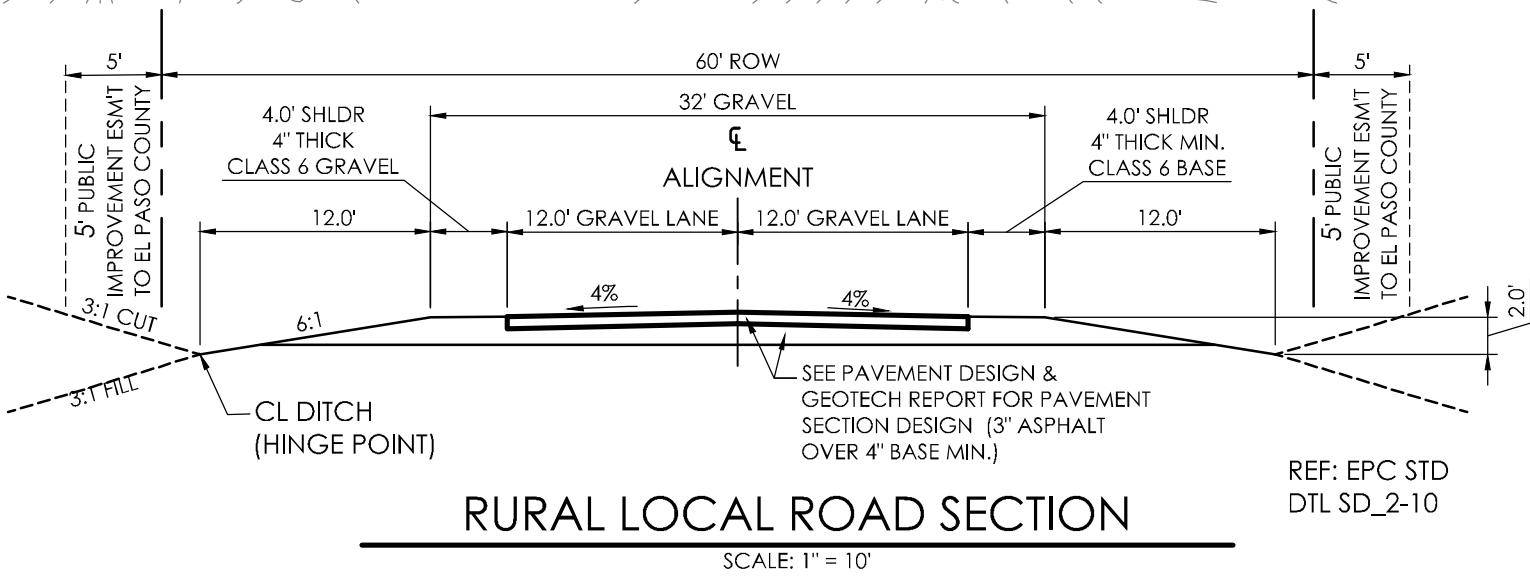 5'
60' ROW
5'
5' PUBLIC
IMPROVEMENT ESM'T
TO EL PASO COUNTY
4.0' SHLDR
4" THICK
CLASS 6 GRAVEL
32' GRAVEL
℄
ALIGNMENT
4.0' SHLDR
4" THICK MIN.
CLASS 6 BASE
5' PUBLIC
IMPROVEMENT ESM'T
TO EL PASO COUNTY
12.0'
12.0' GRAVEL LANE
12.0' GRAVEL LANE
12.0'
3:1 CUT
6:1
4%
4%
2.0'
3:1 FILL
CL DITCH
(HINGE POINT)
SEE PAVEMENT DESIGN &
GEOTECH REPORT FOR PAVEMENT
SECTION DESIGN (3" ASPHALT
OVER 4" BASE MIN.)
REF: EPC STD
DTL SD_2-10
RURAL LOCAL ROAD SECTION
SCALE: 1" = 10'